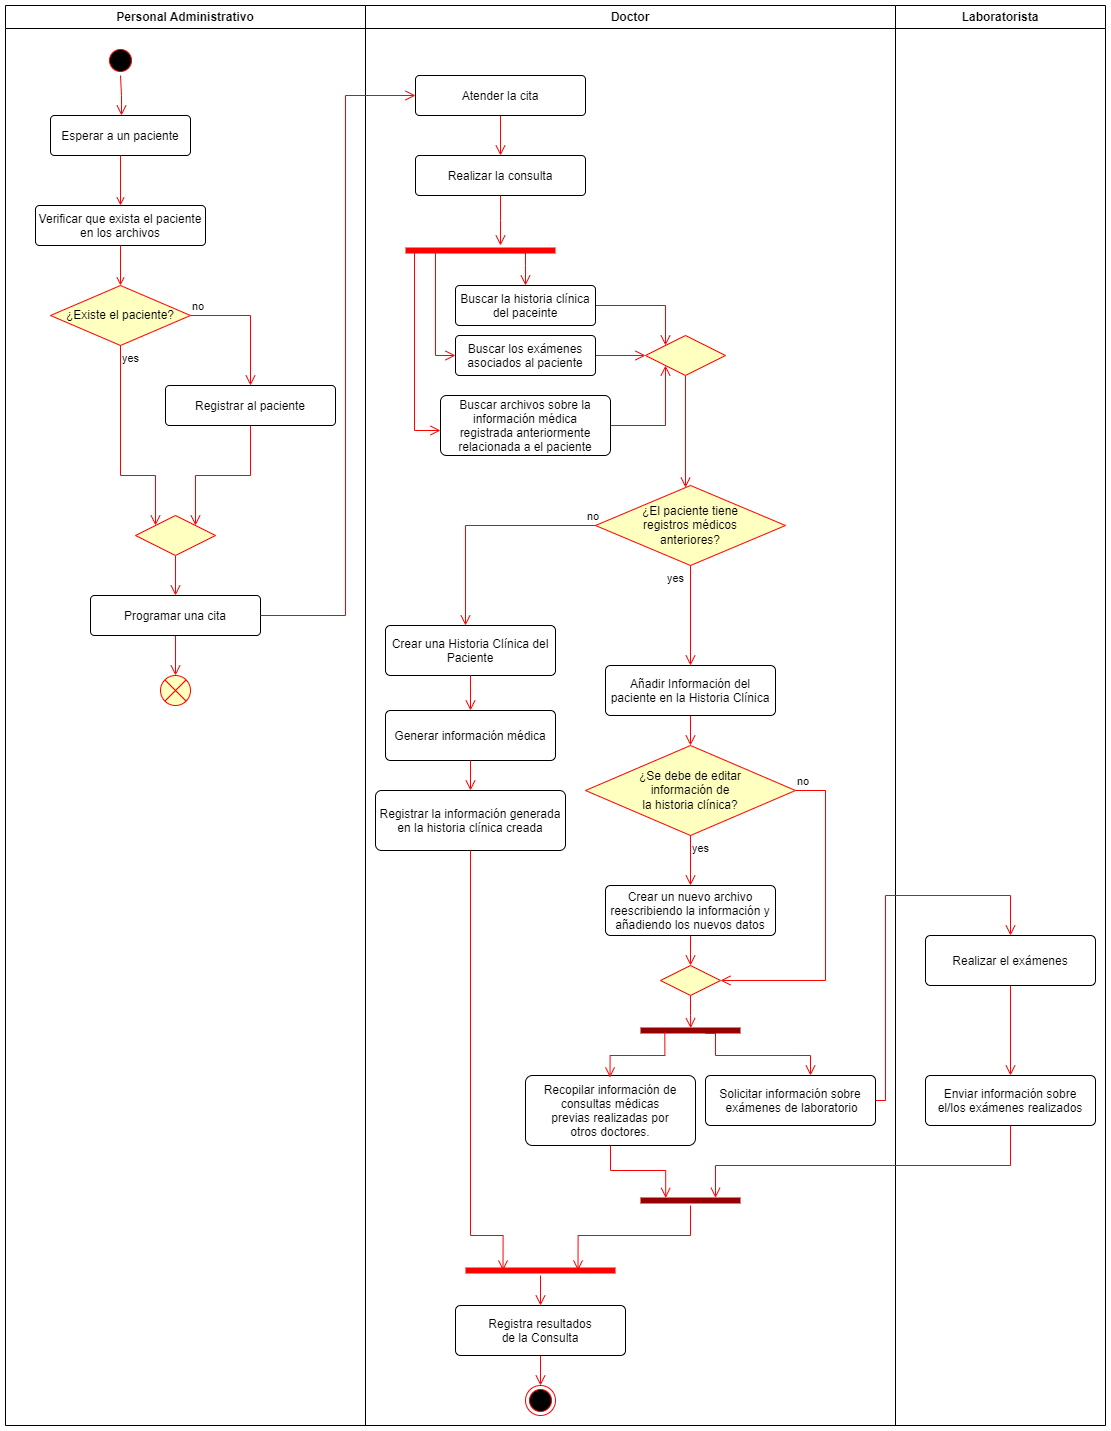 Personal Administrativo
Doctor
Laboratorista
Esperar a un paciente
Verificar que exista el paciente
en los archivos
¿Existe el paciente?
no
yes
Registrar al paciente
Programar una cita
Atender la cita
Realizar la consulta
Buscar la historia clínica
del paceinte
Buscar los exámenes
asociados al paciente
Buscar archivos sobre la
información médica
registrada anteriormente
relacionada a el paciente
¿El paciente tiene
registros médicos
anteriores?
no
yes
Crear una Historia Clínica del
Paciente
Generar información médica
Registrar la información generada
en la historia clínica creada
Añadir Información del
paciente en la Historia Clínica
¿Se debe de editar
información de
la historia clínica?
no
yes
Crear un nuevo archivo
reescribiendo la información y
añadiendo los nuevos datos
Recopilar información de
consultas médicas
previas realizadas por
otros doctores.
Solicitar información sobre
exámenes de laboratorio
Realizar el exámenes
Enviar información sobre
el/los exámenes realizados
Registra resultados
de la Consulta